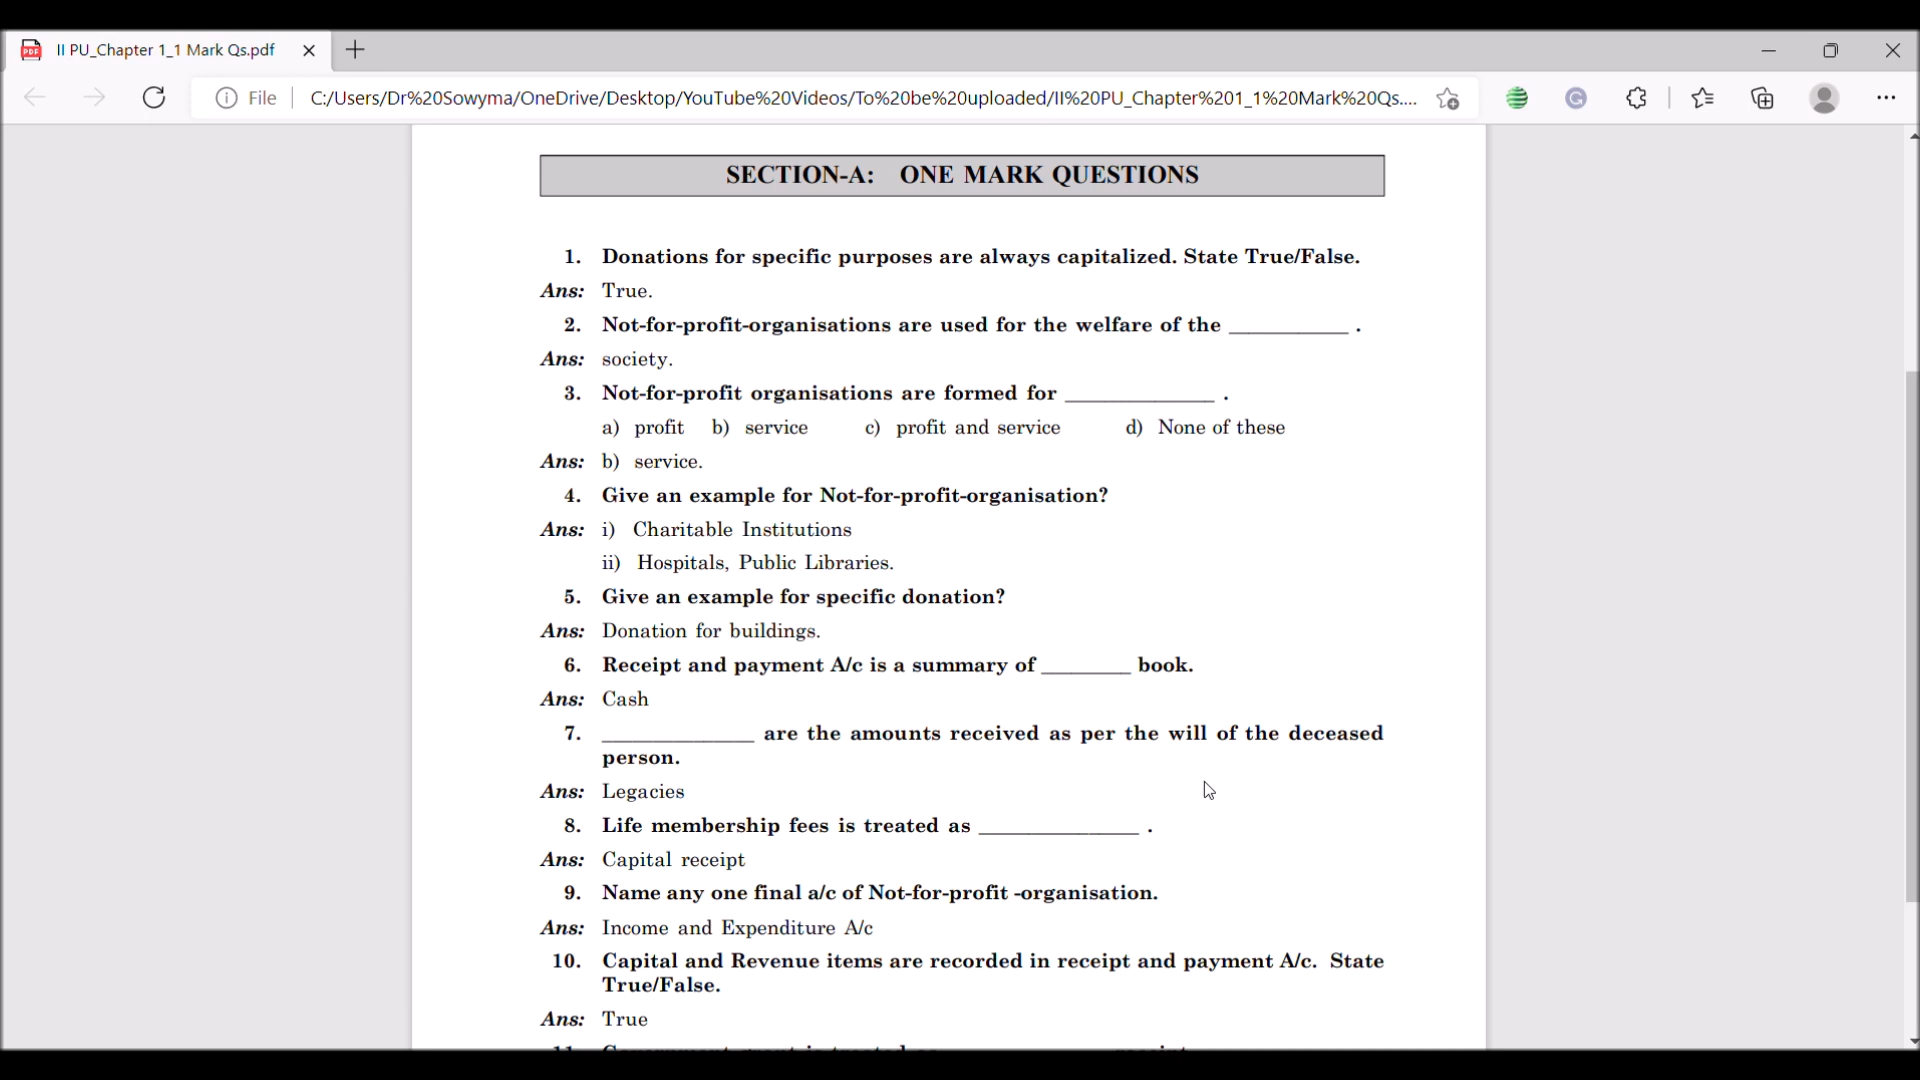 II PU_Chapter 1_1 Mark Qs.pdf
File C:/Users/Dr%20Sowyma/OneDrive/Desktop/YouTube%20Videos/To%20be%20uploaded/II%20PU_Chapter%201_1%20Mark%20Qs....
SECTION-A: ONE MARK QUESTIONS
1. Donations for specific purposes are always capitalized. State True/False.
Ans: True.
2. Not-for-profit-organisations are used for the welfare of the ____________ .
Ans: society.
3. Not-for-profit organisations are formed for _______________ .
a) profit b) service c) profit and service d) None of these
Ans: b) service.
4. Give an example for Not-for-profit-organisation?
Ans: i) Charitable Institutions
ii) Hospitals, Public Libraries.
5. Give an example for specific donation?
Ans: Donation for buildings.
6. Receipt and payment A/c is a summary of _________ book.
Ans: Cash
7. _______________ are the amounts received as per the will of the deceased
person.
Ans: Legacies
8. Life membership fees is treated as ________________ .
Ans: Capital receipt
9. Name any one final a/c of Not-for-profit -organisation.
Ans: Income and Expenditure A/c
10. Capital and Revenue items are recorded in receipt and payment A/c. State
True/False.
Ans: True